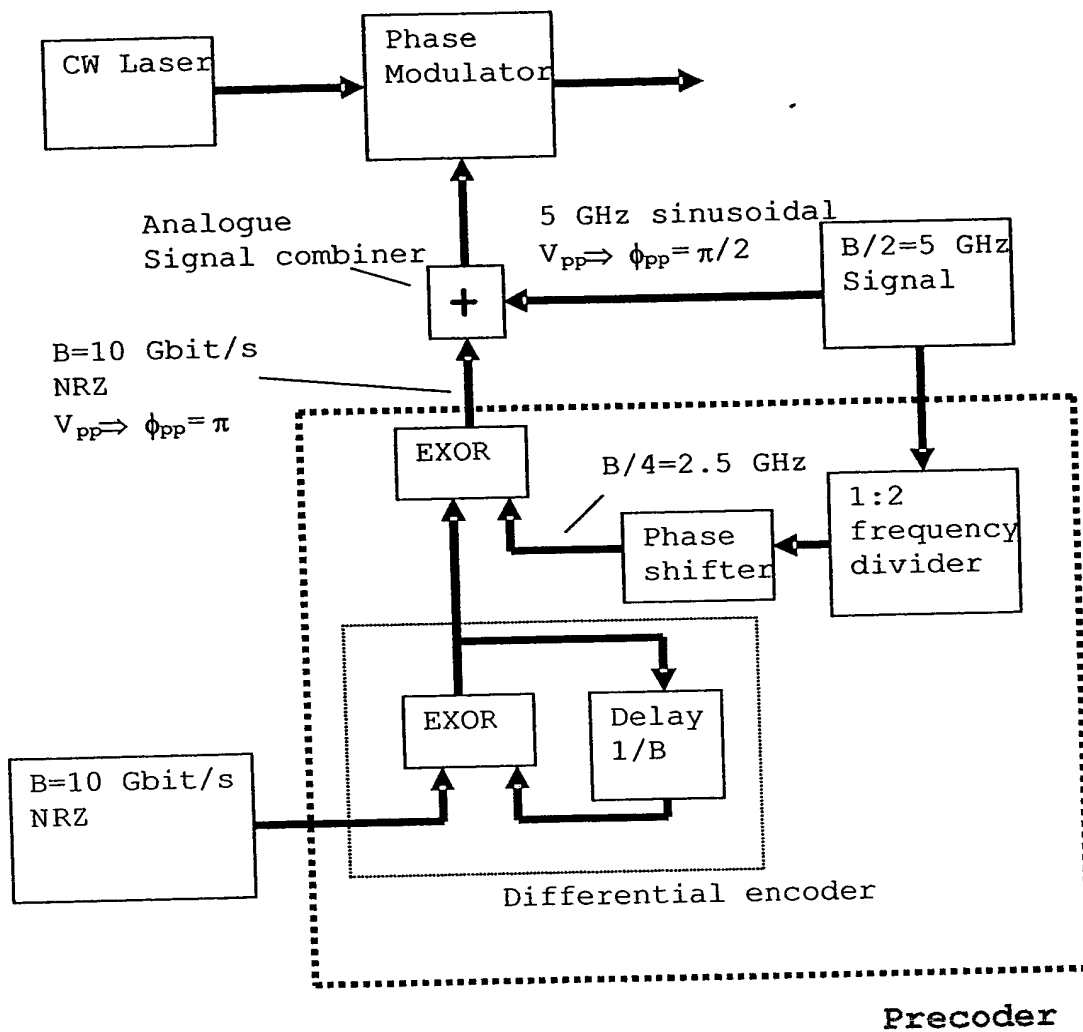 CW Laser
Phase
Modulator
Analogue
Signal combiner
5 GHz sinusoidal
Vpp⇒ ϕpp=π/2
B/2=5 GHz
Signal
+
B=10 Gbit/s
NRZ
Vpp⇒ ϕpp=π
EXOR
B/4=2.5 GHz
Phase
shifter
1:2
frequency
divider
EXOR
Delay
1/B
B=10 Gbit/s
NRZ
Differential encoder
Precoder